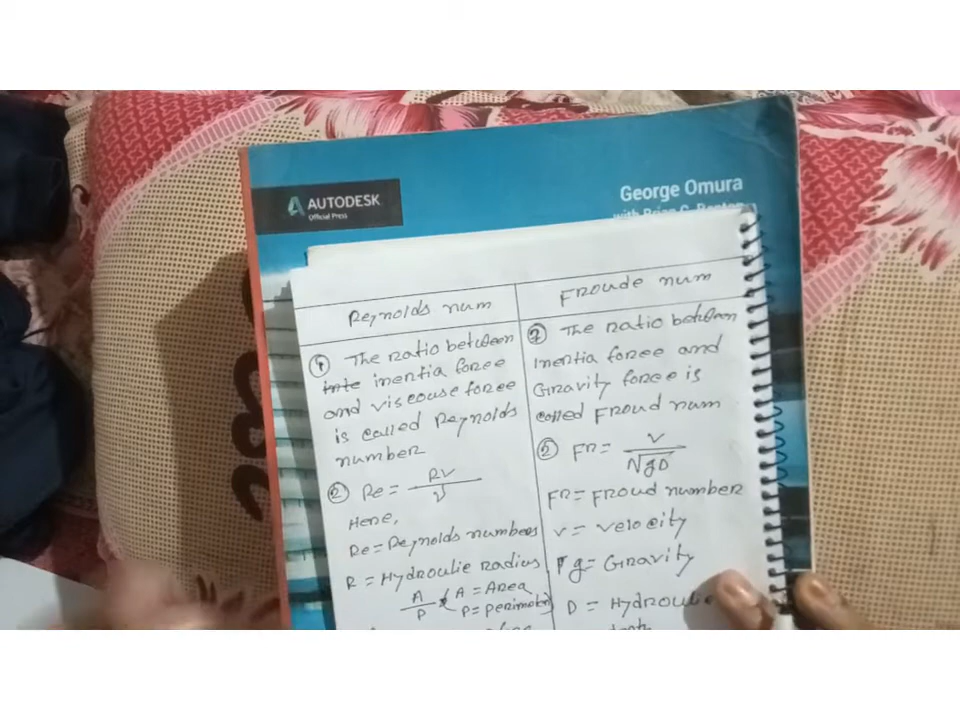 AUTODESK
Official Press
George Omura
Reynolds num
Froude num
① The ratio between
inte inertia force
and viscouse force
is called Reynolds
number
② Re = RV/ν
Here,
Re = Reynolds numbers
R = Hydroulic radius
A/P A = Area
P = perimoter
① The ratio between
inertia force and
Gravity force is
called Froud num
② Fr = V/√gD
Fr = Froud number
V = Velocity
g = Gravity
D = Hydroulic